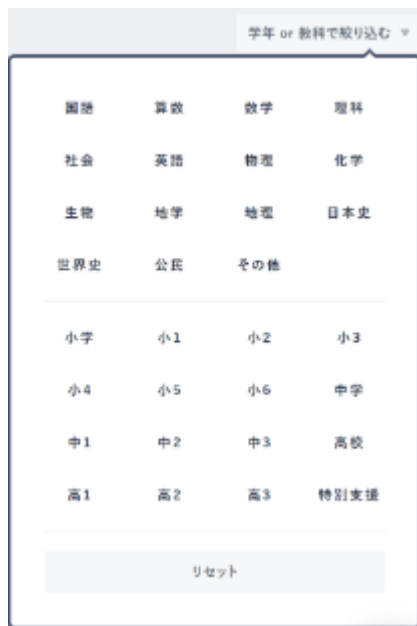 学年 or 教科で絞り込む ▼
国語 算数 数学 理科
社会 英語 物理 化学
生物 地学 地理 日本史
世界史 公民 その他
小学 小1 小2 小3
小4 小5 小6 中学
中1 中2 中3 高校
高1 高2 高3 特別支援
リセット